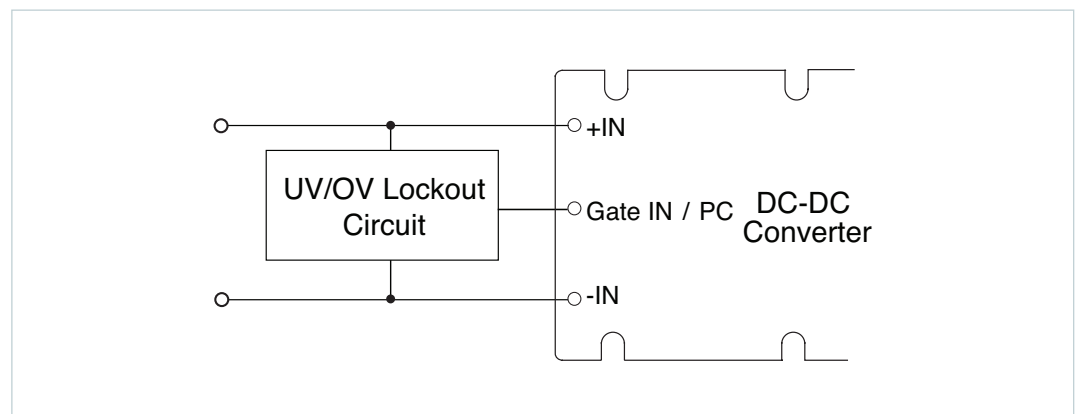 +IN
UV/OV Lockout
Circuit
Gate IN / PC
DC-DC
Converter
-IN